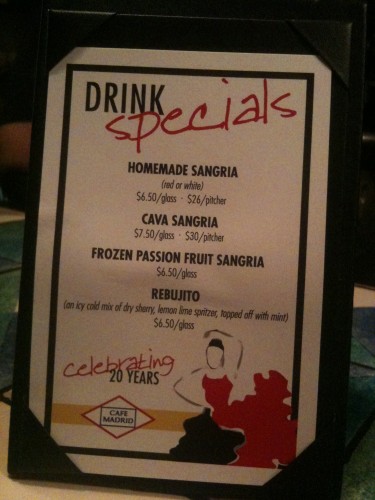 DRINK
specials
HOMEMADE SANGRIA
(red or white)
$6.50/glass · $26/pitcher
CAVA SANGRIA
$7.50/glass · $30/pitcher
FROZEN PASSION FRUIT SANGRIA
$6.50/glass
REBUJITO
(an icy cold mix of dry sherry, lemon lime spritzer, topped off with mint)
$6.50/glass
celebrating
20 YEARS
CAFE
MADRID